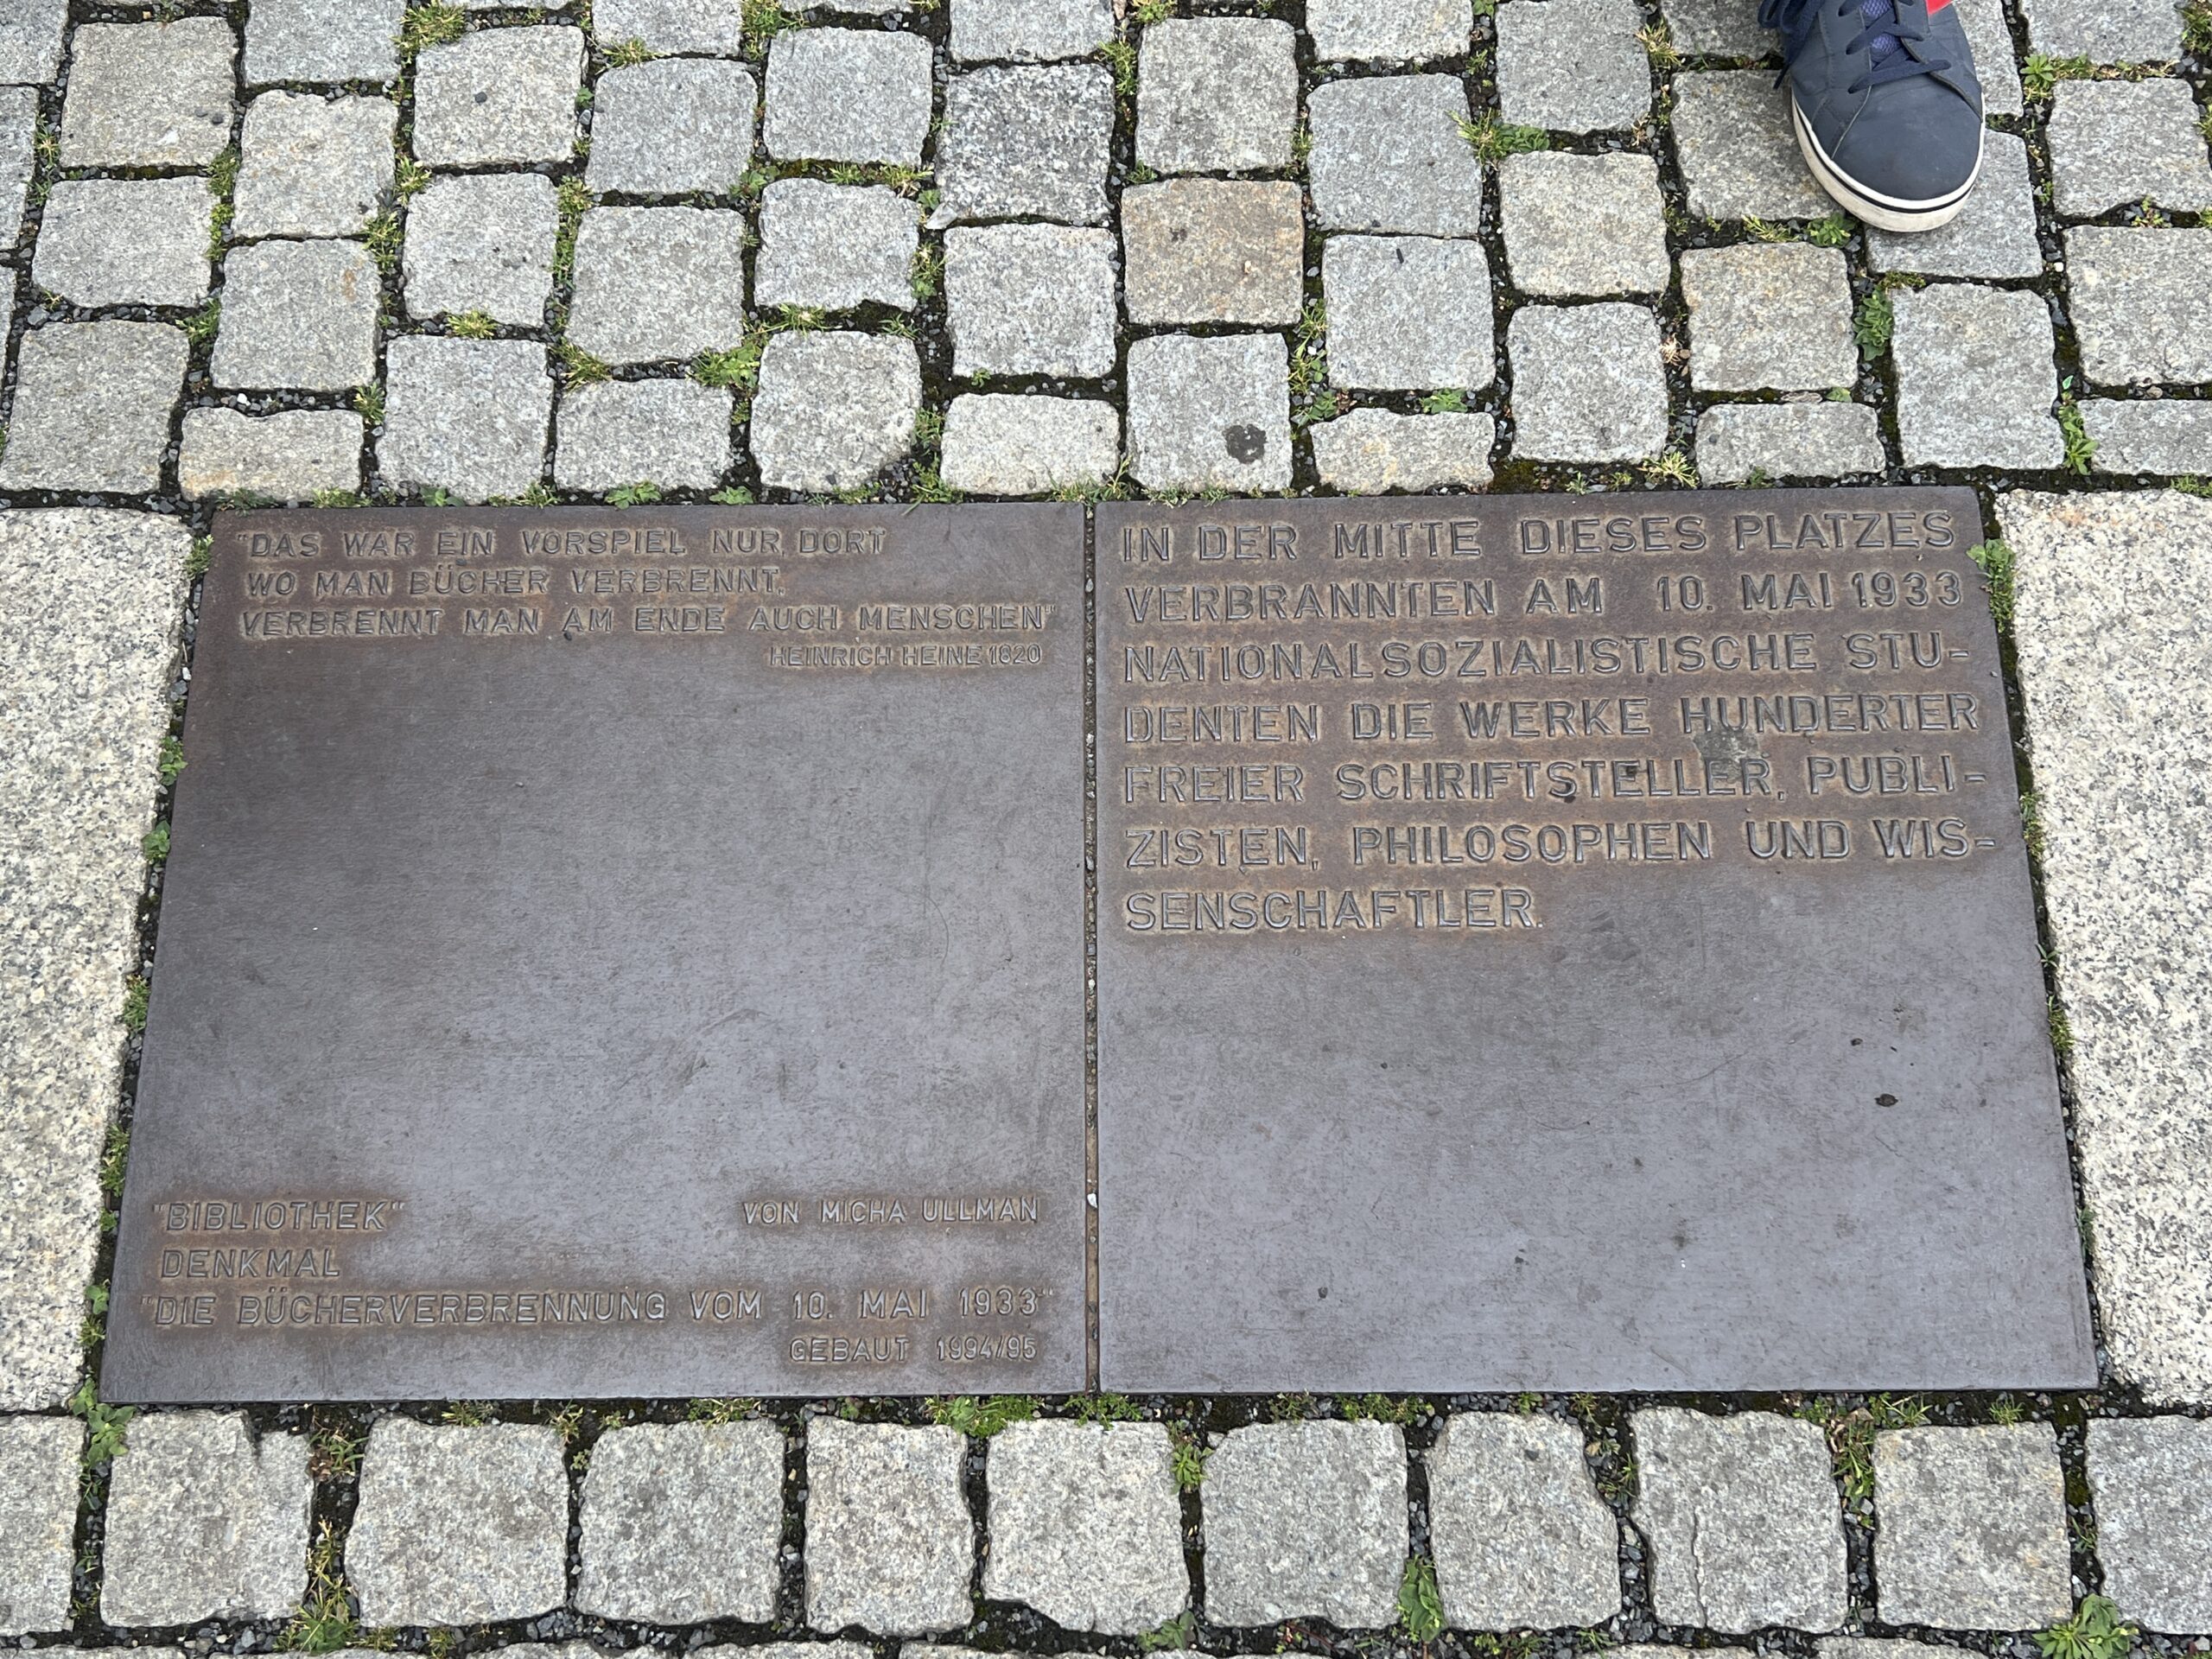 "DAS WAR EIN VORSPIEL NUR, DORT
WO MAN BÜCHER VERBRENNT,
VERBRENNT MAN AM ENDE AUCH MENSCHEN"
HEINRICH HEINE 1820
"BIBLIOTHEK" VON MICHA ULLMAN
DENKMAL
"DIE BÜCHERVERBRENNUNG VOM 10. MAI 1933"
GEBAUT 1994/95
IN DER MITTE DIESES PLATZES
VERBRANNTEN AM 10. MAI 1933
NATIONALSOZIALISTISCHE STU-
DENTEN DIE WERKE HUNDERTER
FREIER SCHRIFTSTELLER, PUBLI-
ZISTEN, PHILOSOPHEN UND WIS-
SENSCHAFTLER.